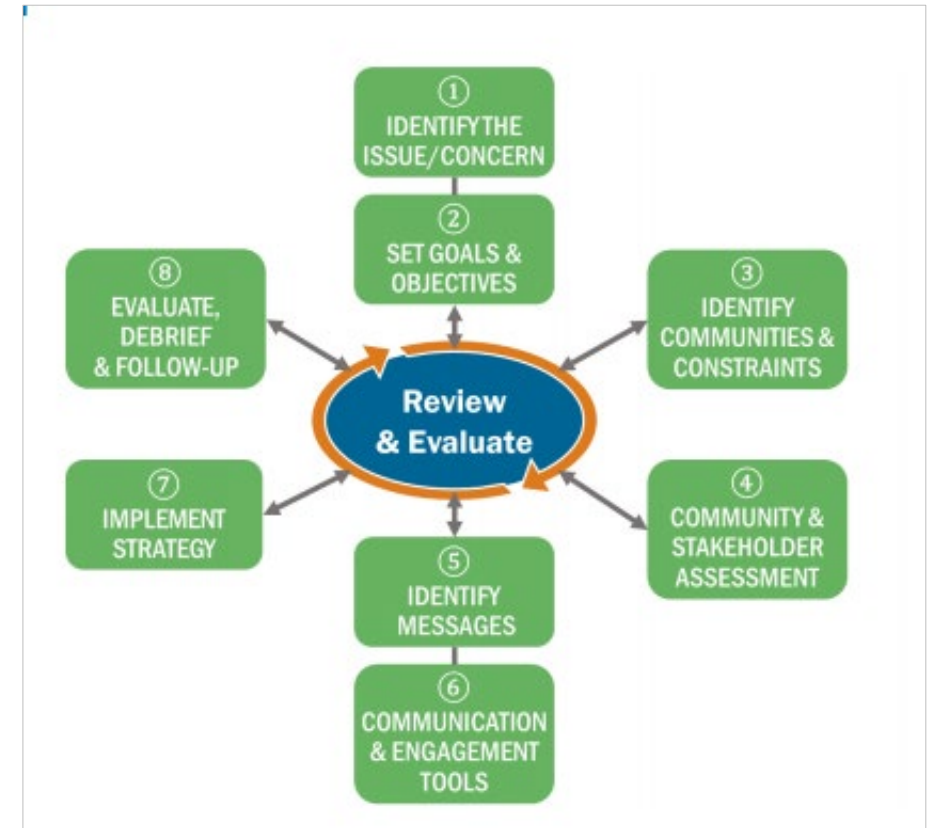 ①
IDENTIFY THE
ISSUE/CONCERN
②
SET GOALS &
OBJECTIVES
③
IDENTIFY
COMMUNITIES &
CONSTRAINTS
④
COMMUNITY &
STAKEHOLDER
ASSESSMENT
⑤
IDENTIFY
MESSAGES
⑥
COMMUNICATION
& ENGAGEMENT
TOOLS
⑦
IMPLEMENT
STRATEGY
⑧
EVALUATE,
DEBRIEF
& FOLLOW-UP
Review
& Evaluate